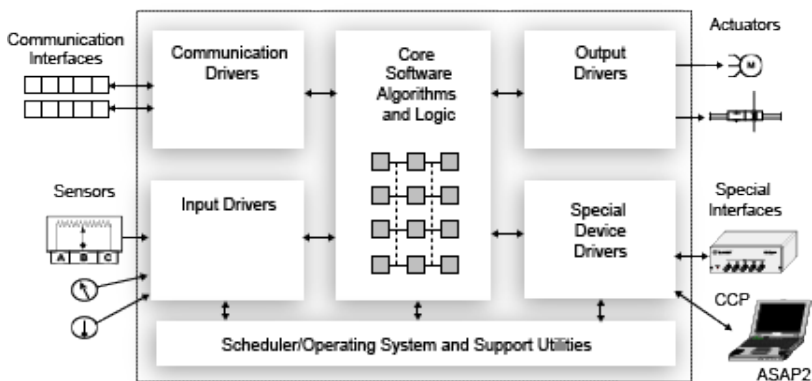 Communication
Interfaces
Communication
Drivers
Core
Software
Algorithms
and Logic
Output
Drivers
Actuators
M
Sensors
A B C
Input Drivers
Special
Device
Drivers
Special
Interfaces
CCP
ASAP2
Scheduler/Operating System and Support Utilities